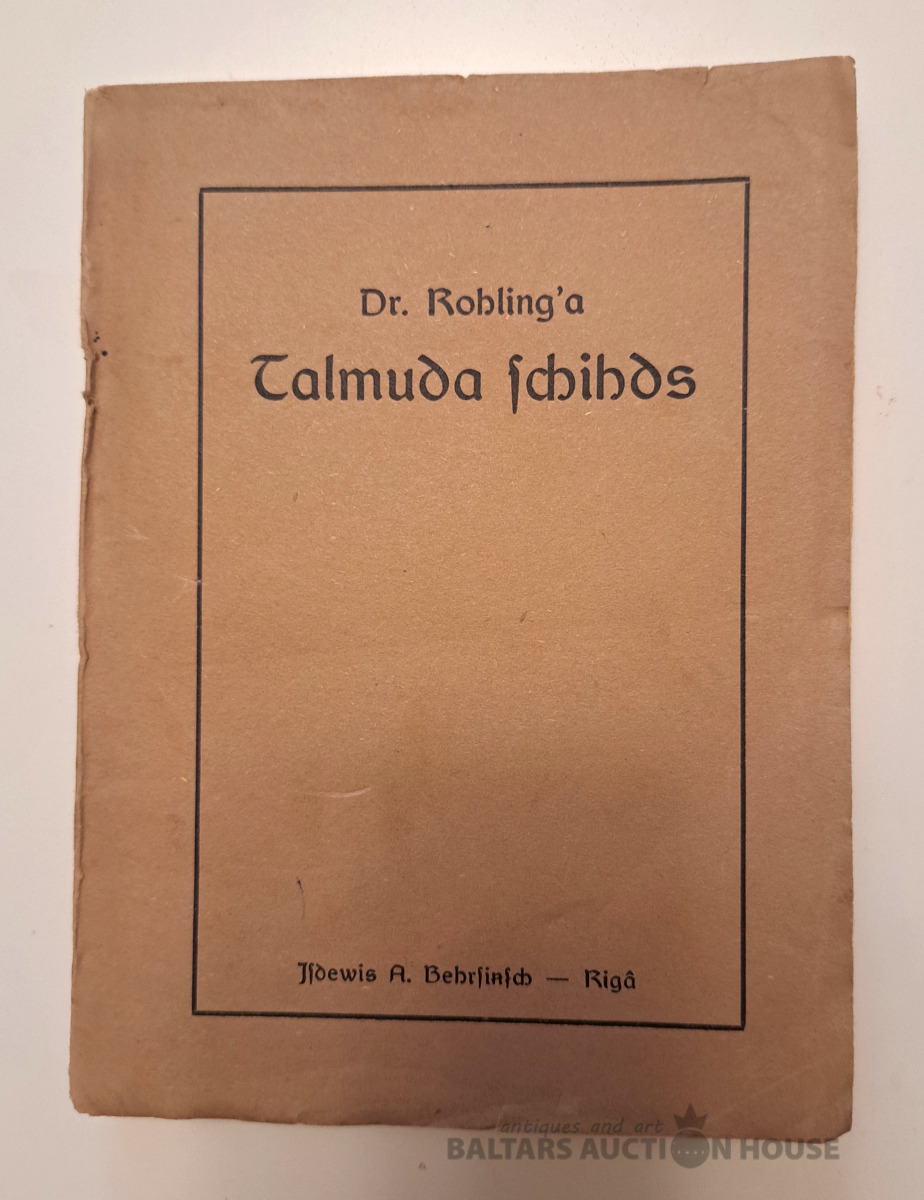 Dr. Rohling'a
Talmuda ſchihds
Iſdewis A. Behrſinſch — Rigâ
antiques and art
BALTARS AUCTION HOUSE